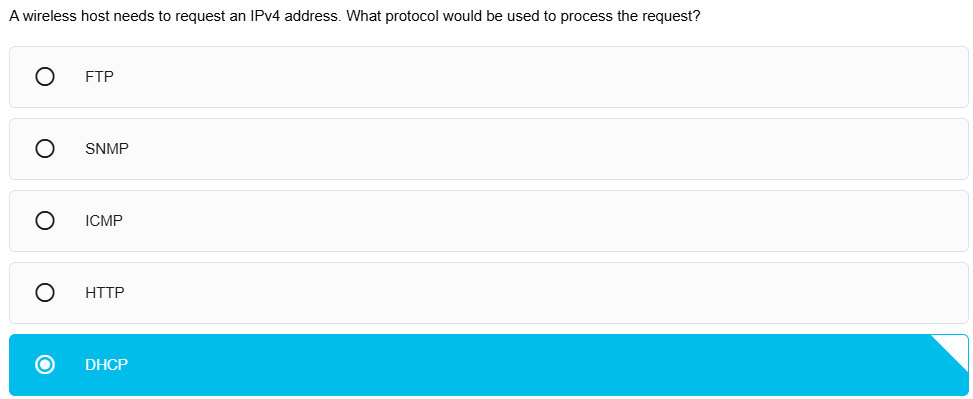 A wireless host needs to request an IPv4 address. What protocol would be used to process the request?
FTP
SNMP
ICMP
HTTP
DHCP